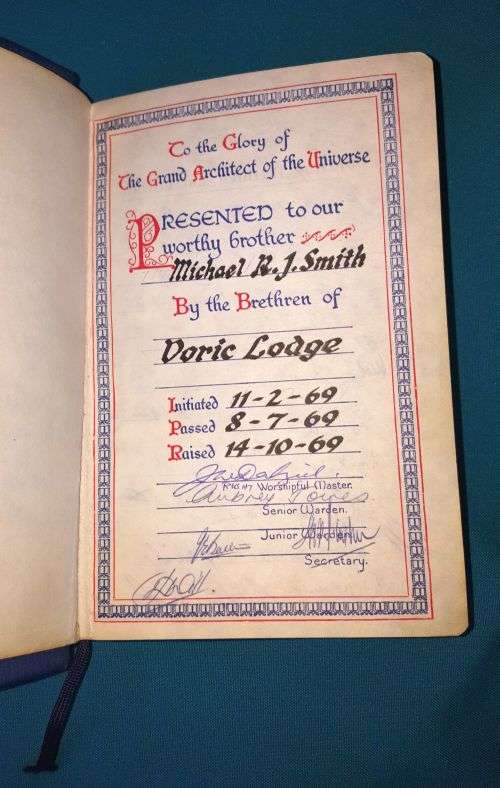 To the Glory of
The Grand Architect of the Universe
PRESENTED to our
worthy brother
Michael R.J. Smith
By the Brethren of
Doric Lodge
Initiated 11-2-69
Passed 8-7-69
Raised 14-10-69
Worshipful Master.
Aubrey
Senior Warden.
Junior Warden.
Secretary.